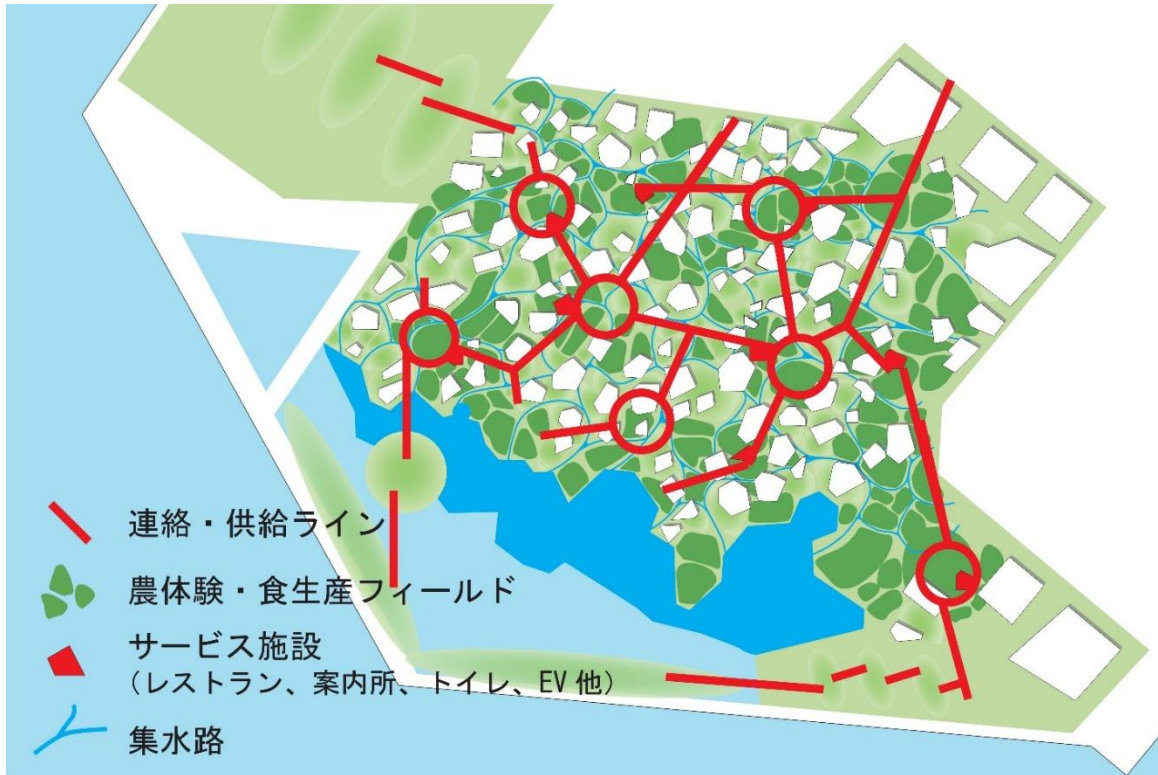 連絡・供給ライン
農体験・食生産フィールド
サービス施設
（レストラン、案内所、トイレ、EV 他）
集水路